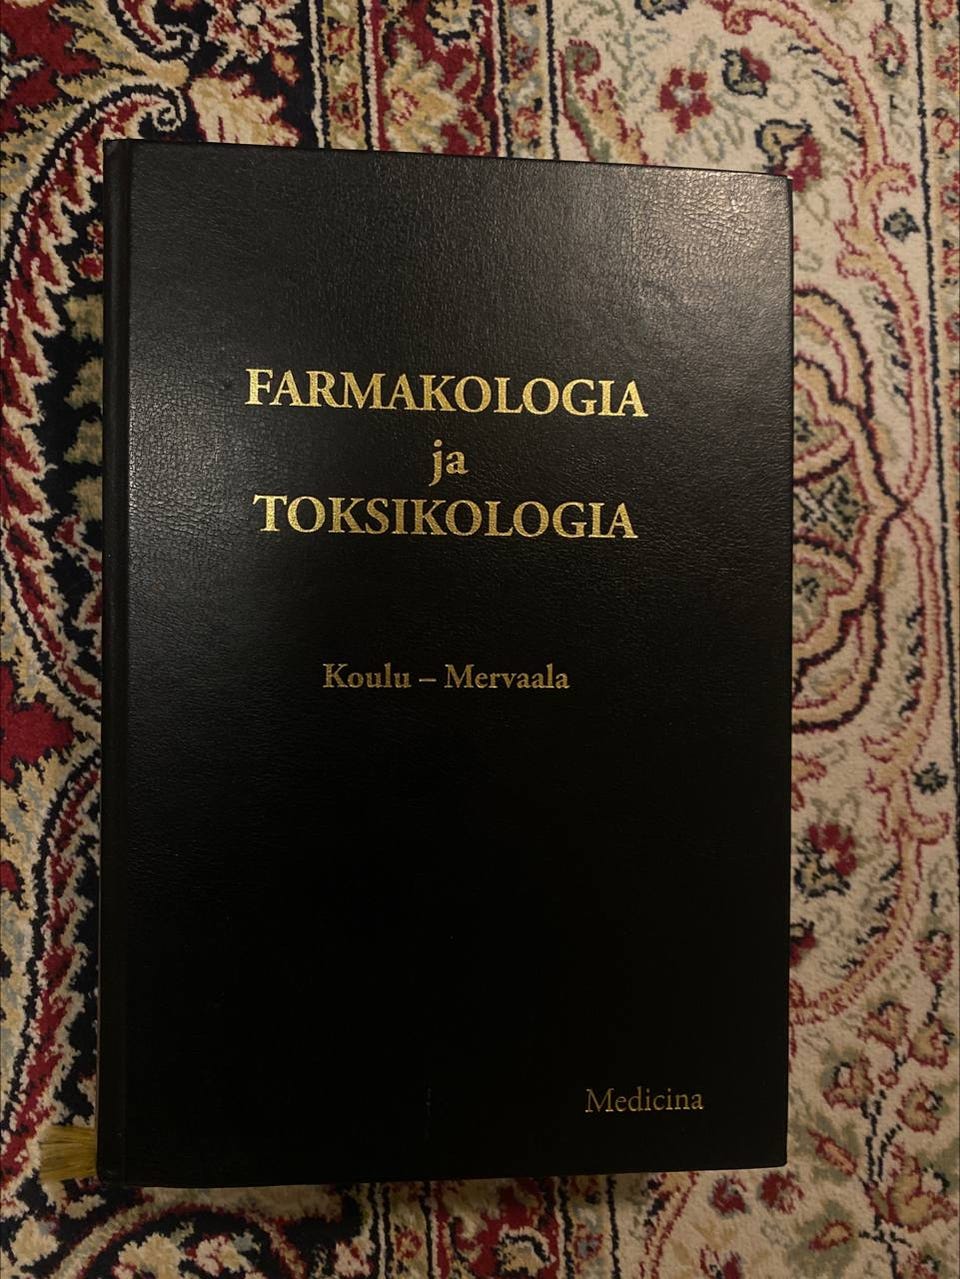 FARMAKOLOGIA
ja
TOKSIKOLOGIA
Koulu – Mervaala
Medicina